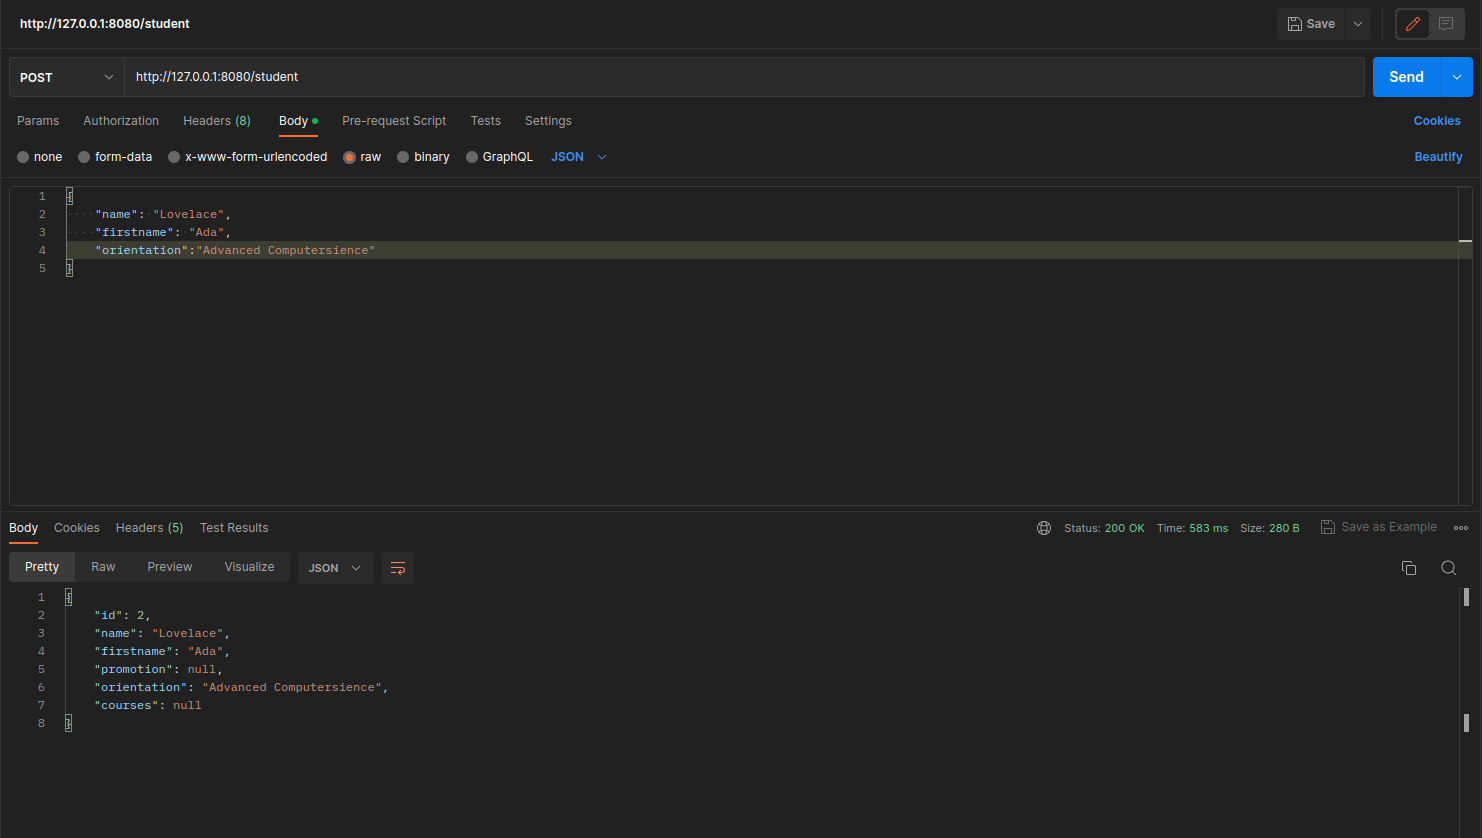 http://127.0.0.1:8080/student
Save
POST
http://127.0.0.1:8080/student
Send
Params Authorization Headers (8) Body Pre-request Script Tests Settings Cookies
none form-data x-www-form-urlencoded raw binary GraphQL JSON Beautify
1 {
2 "name": "Lovelace",
3 "firstname": "Ada",
4 "orientation":"Advanced Computersience"
5 }
Body Cookies Headers (5) Test Results Status: 200 OK Time: 583 ms Size: 280 B Save as Example
Pretty Raw Preview Visualize JSON
1 {
2 "id": 2,
3 "name": "Lovelace",
4 "firstname": "Ada",
5 "promotion": null,
6 "orientation": "Advanced Computersience",
7 "courses": null
8 }